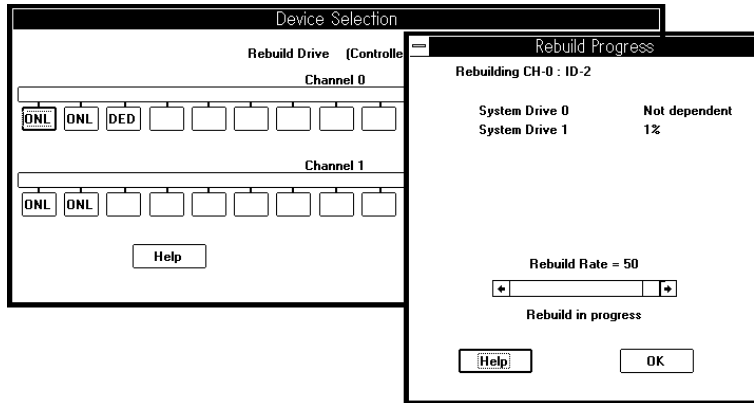 Device Selection
Rebuild Drive (Controlle
Channel 0
ONL ONL DED
Channel 1
ONL ONL
Help
Rebuild Progress
Rebuilding CH-0 : ID-2
System Drive 0 Not dependent
System Drive 1 1%
Rebuild Rate = 50
Rebuild in progress
Help OK